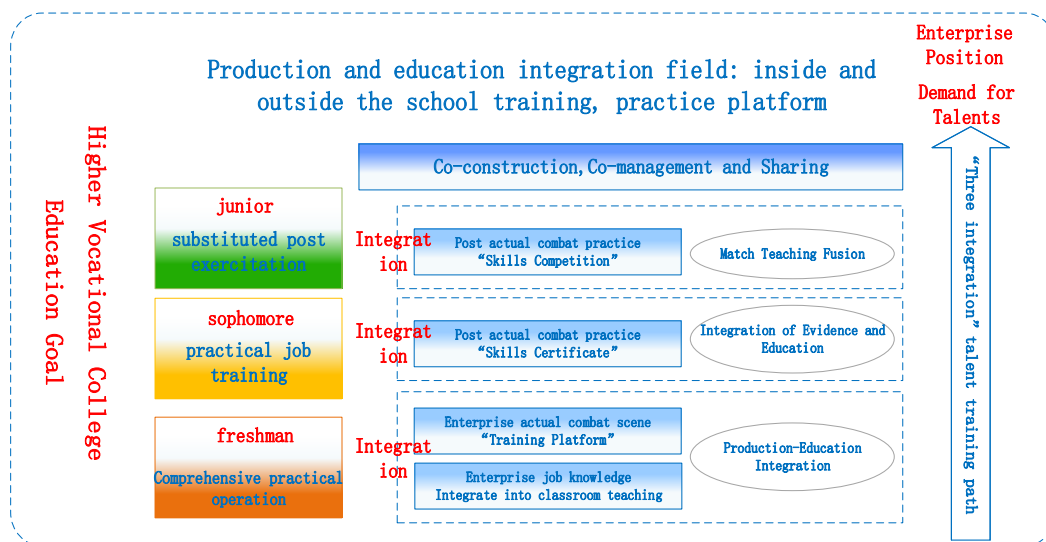 Production and education integration field: inside and
outside the school training, practice platform
Enterprise
Position
Demand for
Talents
Higher Vocational College
Education Goal
Co-construction,Co-management and Sharing
junior
substituted post
exercitation
Integrat
ion
Post actual combat practice
“Skills Competition”
Match Teaching Fusion
sophomore
practical job
training
Integrat
ion
Post actual combat practice
“Skills Certificate”
Integration of Evidence and
Education
freshman
Comprehensive practical
operation
Integrat
ion
Enterprise actual combat scene
“Training Platform”
Enterprise job knowledge
Integrate into classroom teaching
Production-Education
Integration
“Three integration” talent training path